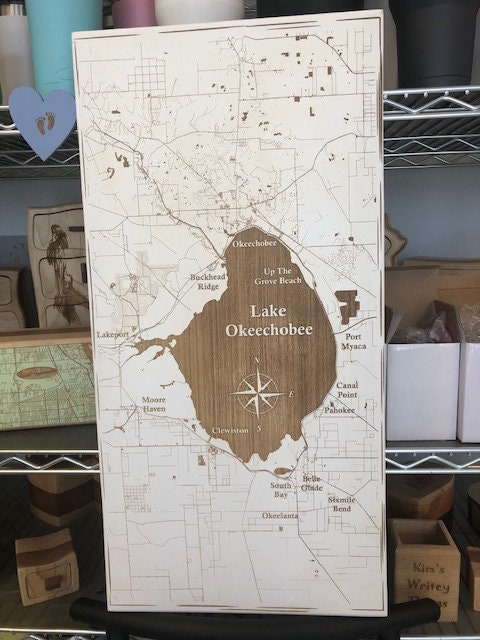 Okeechobee
Buckhead
Ridge
Up The
Grove Beach
Lake
Okeechobee
Lakeport
Port
Myaca
N
E
S
Canal
Point
Pahokee
Moore
Haven
Clewiston
South
Bay
Belle
Glade
Sixmile
Bend
Okeelanta
Kim's
Writey